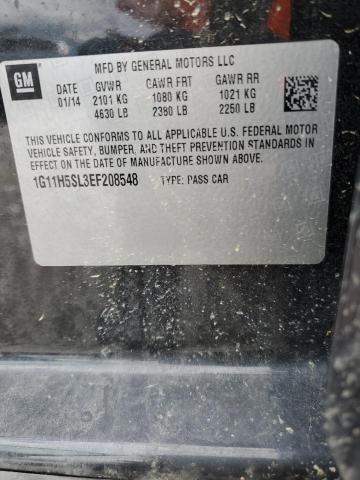 GM
MFD BY GENERAL MOTORS LLC
DATE GVWR GAWR FRT GAWR RR
01/14 2101 KG 1080 KG 1021 KG
4630 LB 2380 LB 2250 LB
THIS VEHICLE CONFORMS TO ALL APPLICABLE U.S. FEDERAL MOTOR
VEHICLE SAFETY, BUMPER, AND THEFT PREVENTION STANDARDS IN
EFFECT ON THE DATE OF MANUFACTURE SHOWN ABOVE.
1G11H5SL3EF208548 TYPE: PASS CAR